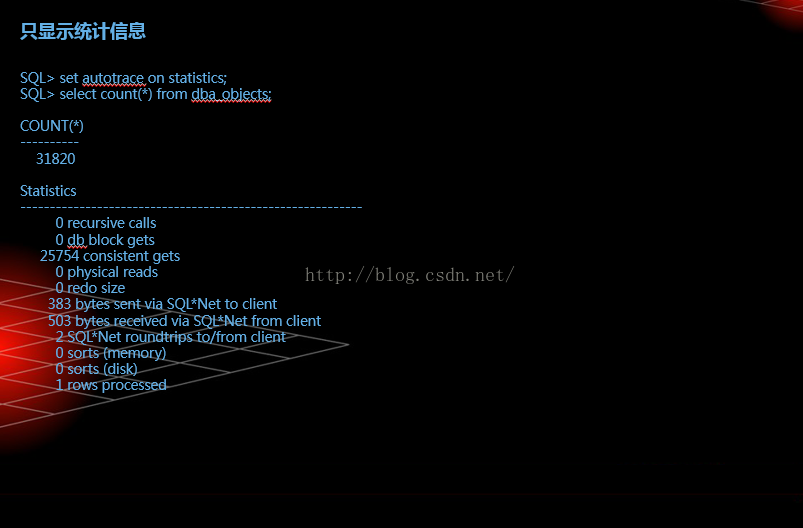 只显示统计信息
SQL> set autotrace on statistics;
SQL> select count(*) from dba_objects;
COUNT(*)
----------
31820
Statistics
----------------------------------------------------------
0 recursive calls
0 db block gets
25754 consistent gets
0 physical reads
0 redo size
383 bytes sent via SQL*Net to client
503 bytes received via SQL*Net from client
2 SQL*Net roundtrips to/from client
0 sorts (memory)
0 sorts (disk)
1 rows processed
http://blog.csdn.net/